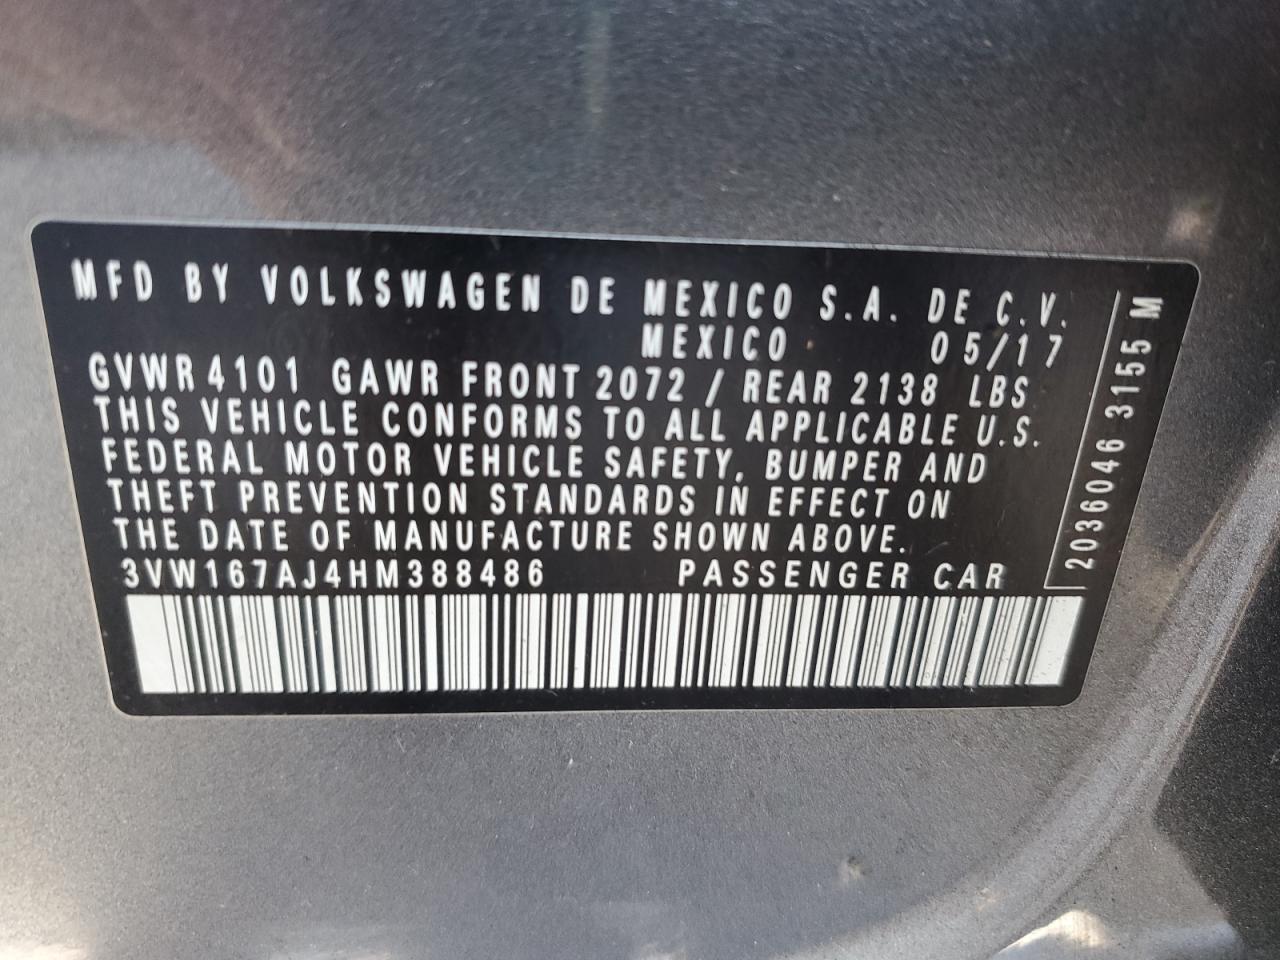 MFD BY VOLKSWAGEN DE MEXICO S.A. DE C.V.
MEXICO 05/17
GVWR 4101 GAWR FRONT 2072 / REAR 2138 LBS
THIS VEHICLE CONFORMS TO ALL APPLICABLE U.S.
FEDERAL MOTOR VEHICLE SAFETY, BUMPER AND
THEFT PREVENTION STANDARDS IN EFFECT ON
THE DATE OF MANUFACTURE SHOWN ABOVE.
3VW167AJ4HM388486 PASSENGER CAR
2036046 3155 M